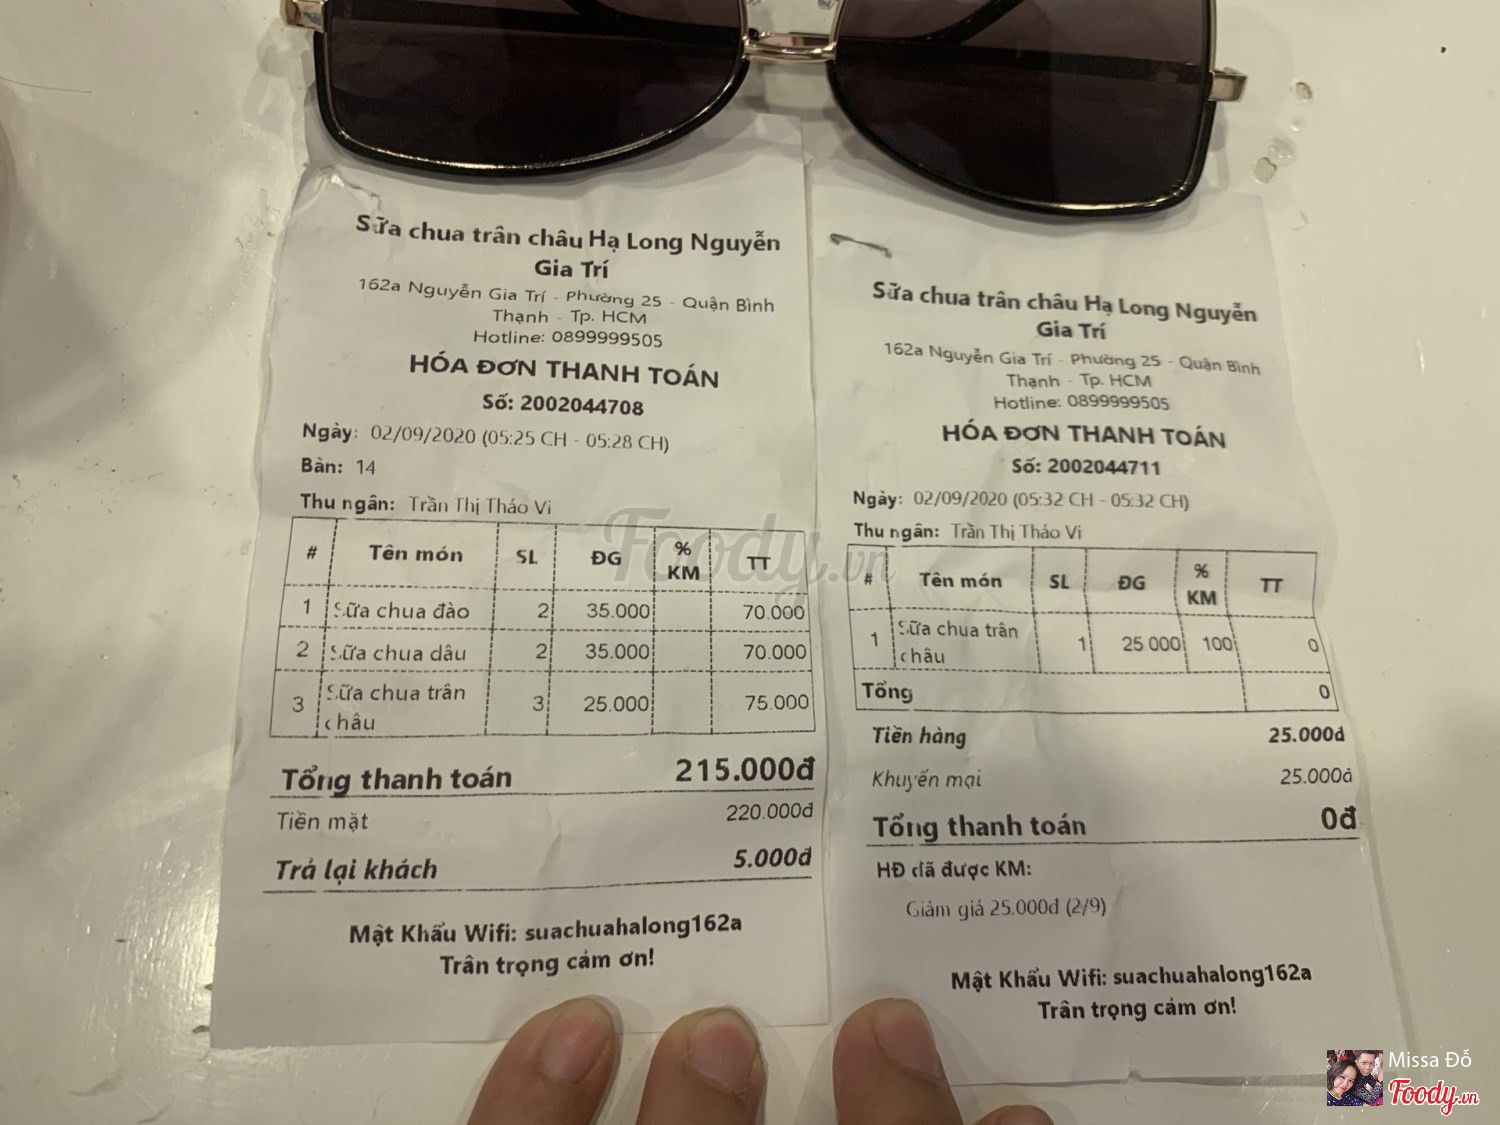 Sữa chua trân châu Hạ Long Nguyễn
Gia Trí
162a Nguyễn Gia Trí - Phường 25 - Quận Bình
Thạnh - Tp. HCM
Hotline: 0899999505
HÓA ĐƠN THANH TOÁN
Số: 2002044708
Ngày: 02/09/2020 (05:25 CH - 05:28 CH)
Bàn: 14
Thu ngân: Trần Thị Thảo Vi
# Tên món SL ĐG % KM TT
1 Sữa chua đào 2 35.000 70.000
2 Sữa chua dâu 2 35.000 70.000
3 Sữa chua trân châu 3 25.000 75.000
Tổng thanh toán 215.000đ
Tiền mặt 220.000đ
Trả lại khách 5.000đ
Mật Khẩu Wifi: suachuahalong162a
Trân trọng cảm ơn!
Sữa chua trân châu Hạ Long Nguyễn
Gia Trí
162a Nguyễn Gia Trí - Phường 25 - Quận Bình
Thạnh - Tp. HCM
Hotline: 0899999505
HÓA ĐƠN THANH TOÁN
Số: 2002044711
Ngày: 02/09/2020 (05:32 CH - 05:32 CH)
Thu ngân: Trần Thị Thảo Vi
# Tên món SL ĐG % KM TT
1 Sữa chua trân châu 1 25.000 100 0
Tổng 0
Tiền hàng 25.000đ
Khuyến mại 25.000đ
Tổng thanh toán 0đ
HĐ đã được KM:
Giảm giá 25.000đ (2/9)
Mật Khẩu Wifi: suachuahalong162a
Trân trọng cảm ơn!
Foody.vn
Missa Đỗ
Foody.vn